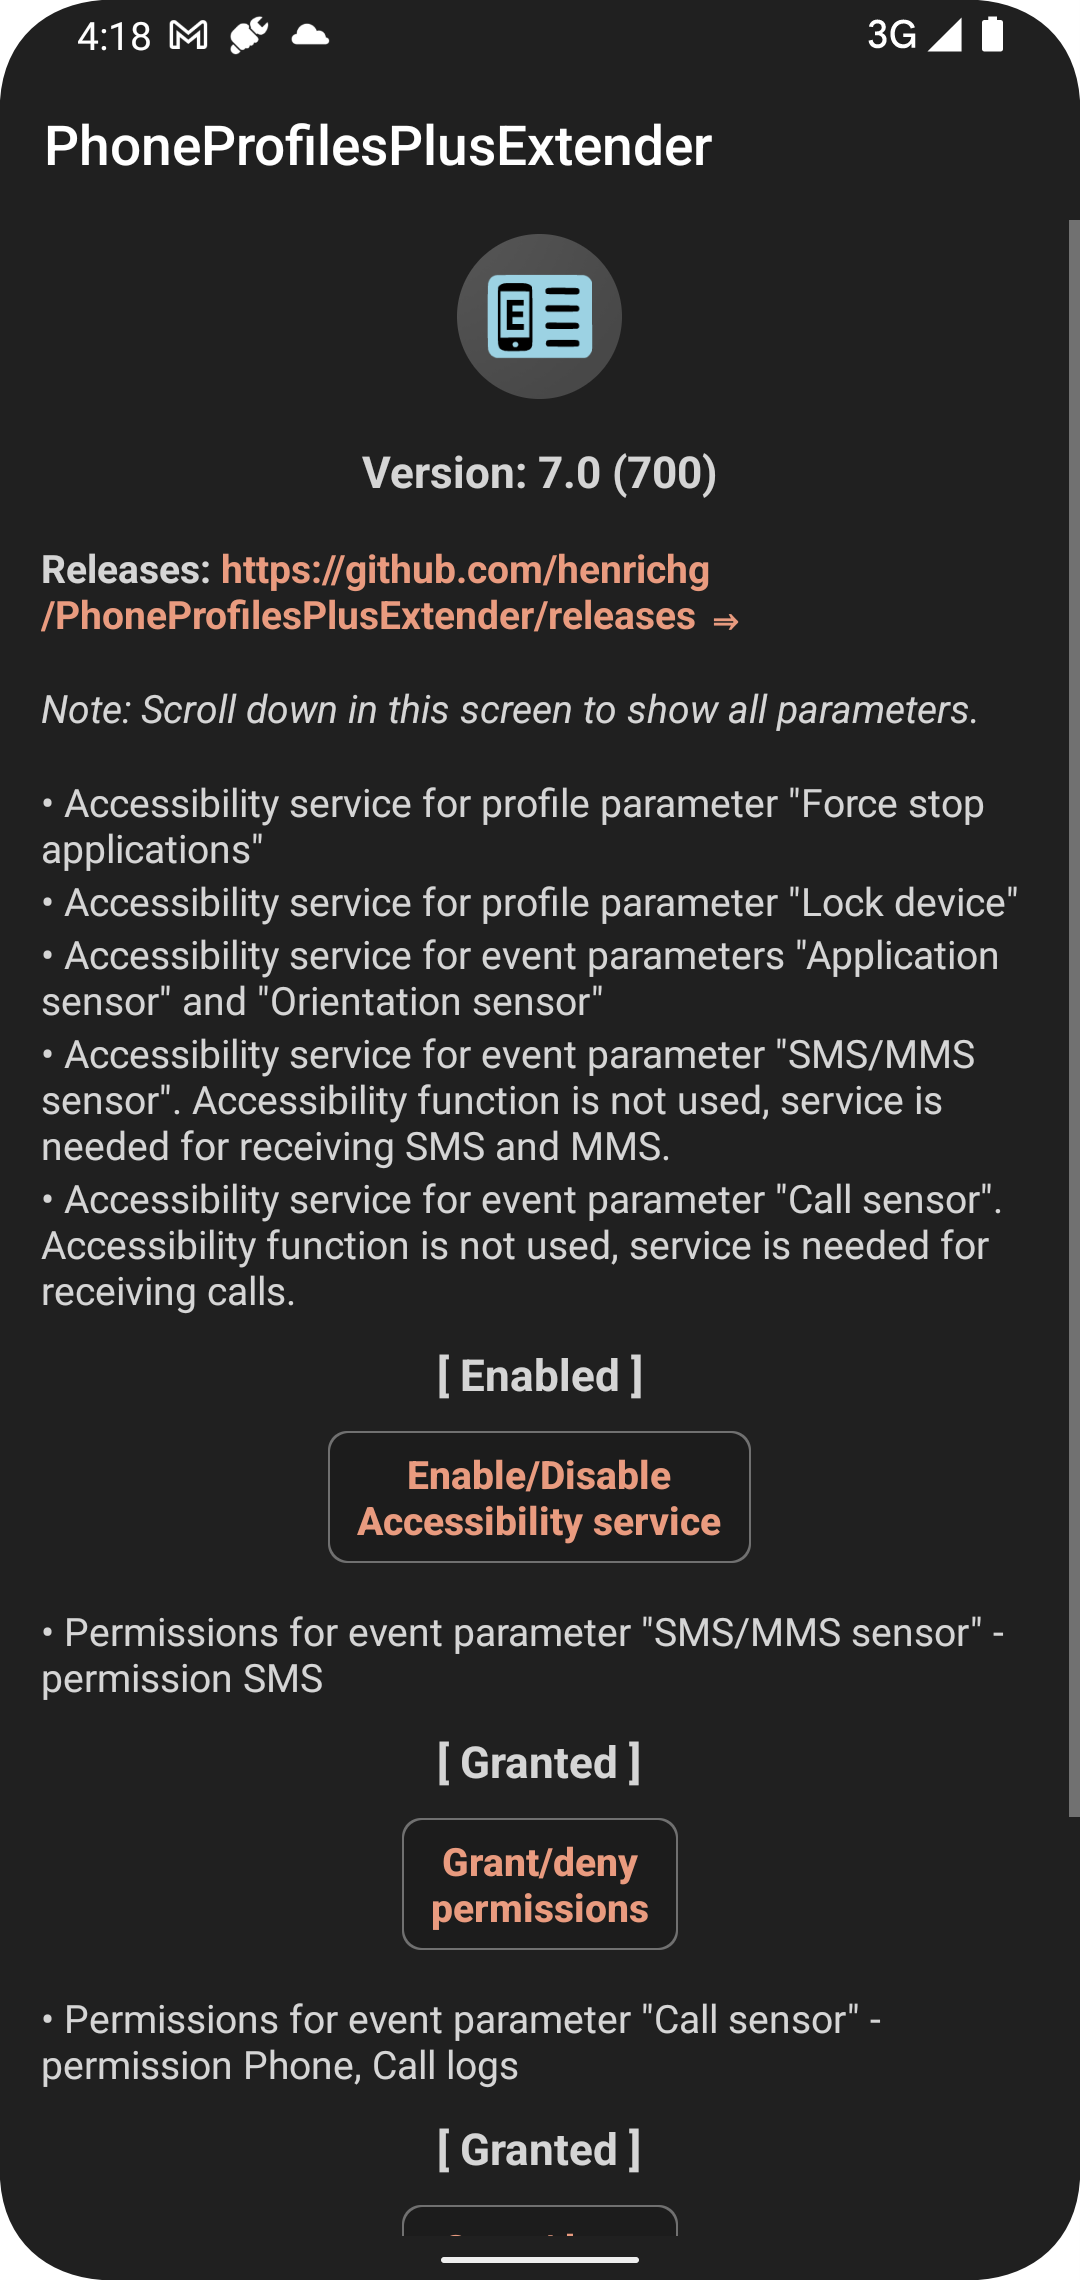 4:18
3G
PhoneProfilesPlusExtender
E
Version: 7.0 (700)
Releases: https://github.com/henrichg
/PhoneProfilesPlusExtender/releases ⇒
Note: Scroll down in this screen to show all parameters.
• Accessibility service for profile parameter "Force stop
applications"
• Accessibility service for profile parameter "Lock device"
• Accessibility service for event parameters "Application
sensor" and "Orientation sensor"
• Accessibility service for event parameter "SMS/MMS
sensor". Accessibility function is not used, service is
needed for receiving SMS and MMS.
• Accessibility service for event parameter "Call sensor".
Accessibility function is not used, service is needed for
receiving calls.
[ Enabled ]
Enable/Disable
Accessibility service
• Permissions for event parameter "SMS/MMS sensor" -
permission SMS
[ Granted ]
Grant/deny
permissions
• Permissions for event parameter "Call sensor" -
permission Phone, Call logs
[ Granted ]